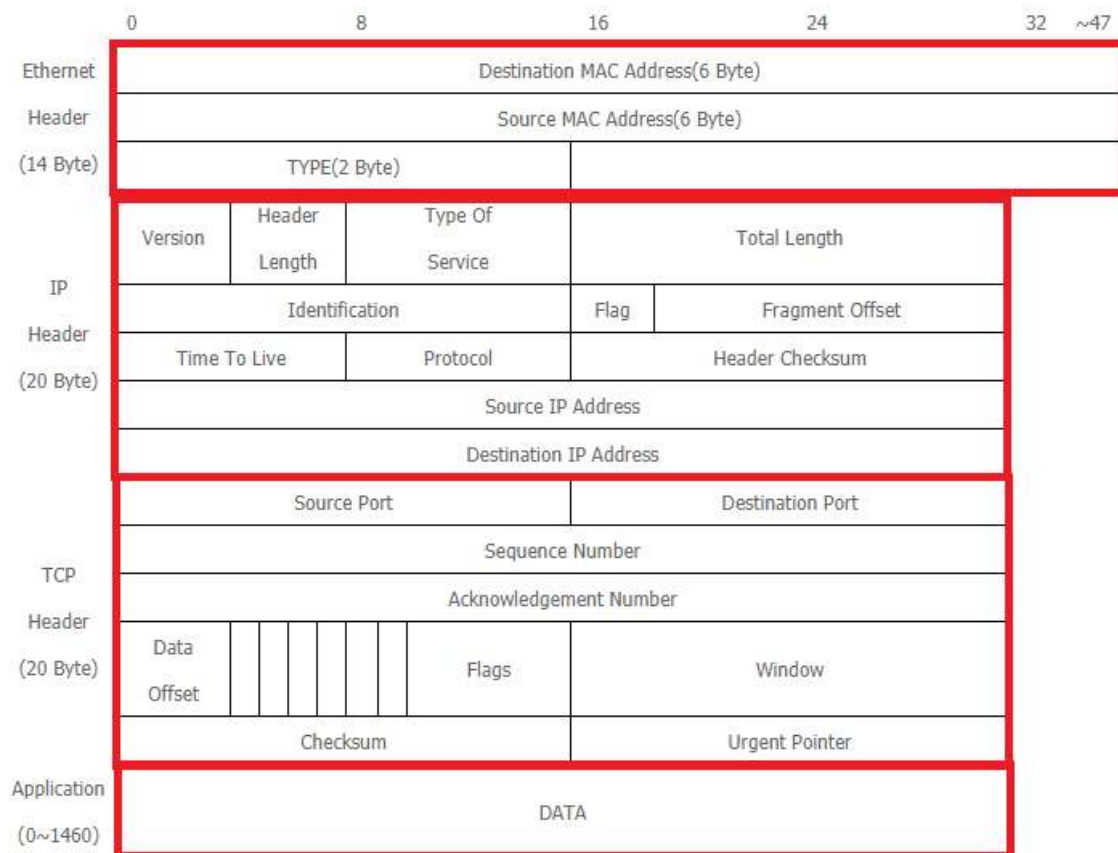 0 8 16 24 32 ~47
Ethernet
Header
(14 Byte)
Destination MAC Address(6 Byte)
Source MAC Address(6 Byte)
TYPE(2 Byte)
IP
Header
(20 Byte)
Version
Header
Length
Type Of
Service
Total Length
Identification
Flag
Fragment Offset
Time To Live
Protocol
Header Checksum
Source IP Address
Destination IP Address
TCP
Header
(20 Byte)
Source Port
Destination Port
Sequence Number
Acknowledgement Number
Data
Offset
Flags
Window
Checksum
Urgent Pointer
Application
(0~1460)
DATA